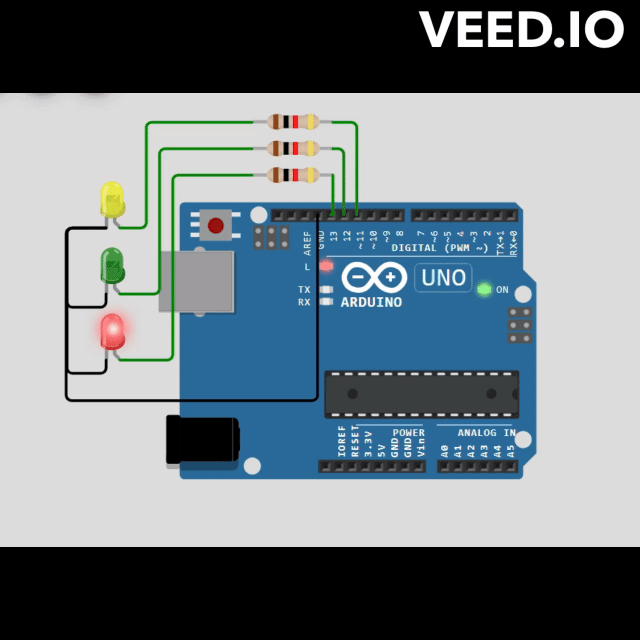 VEED.IO
AREF
GND
13
12
~11
~10
~9
8
7
~6
~5
4
~3
2
TX→1
RX←0
DIGITAL (PWM ~)
L
TX
RX
UNO
ON
ARDUINO
POWER
ANALOG IN
IOREF
RESET
3.3V
5V
GND
GND
Vin
A0
A1
A2
A3
A4
A5